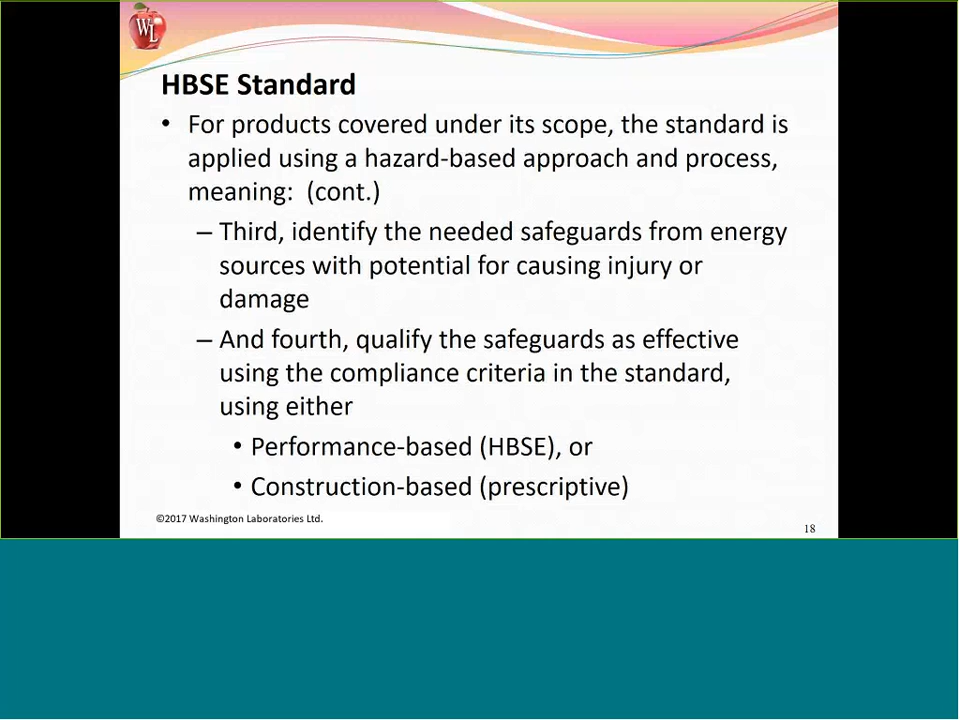 WL
HBSE Standard
• For products covered under its scope, the standard is
applied using a hazard-based approach and process,
meaning: (cont.)
– Third, identify the needed safeguards from energy
sources with potential for causing injury or
damage
– And fourth, qualify the safeguards as effective
using the compliance criteria in the standard,
using either
• Performance-based (HBSE), or
• Construction-based (prescriptive)
©2017 Washington Laboratories Ltd.
18